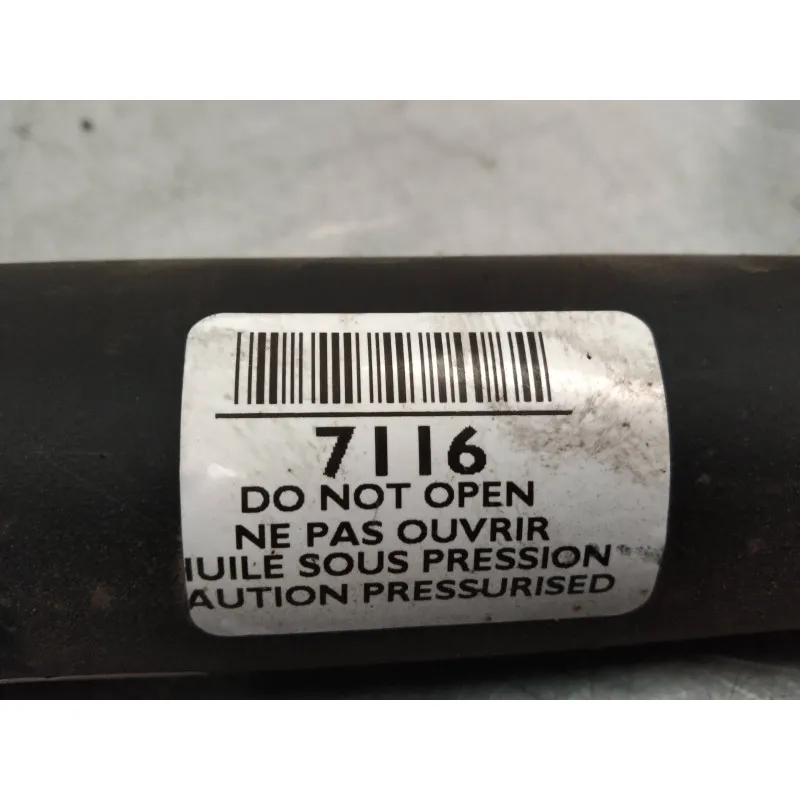 7116
DO NOT OPEN
NE PAS OUVRIR
HUILE SOUS PRESSION
AUTION PRESSURISED